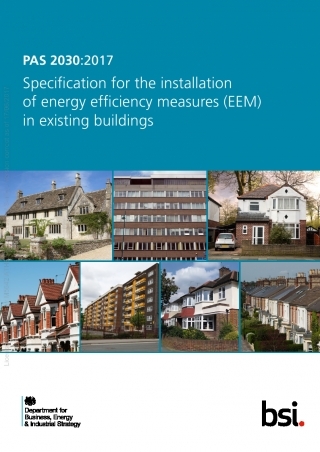 PAS 2030:2017
Specification for the installation
of energy efficiency measures (EEM)
in existing buildings
Department for
Business, Energy
& Industrial Strategy
bsi.